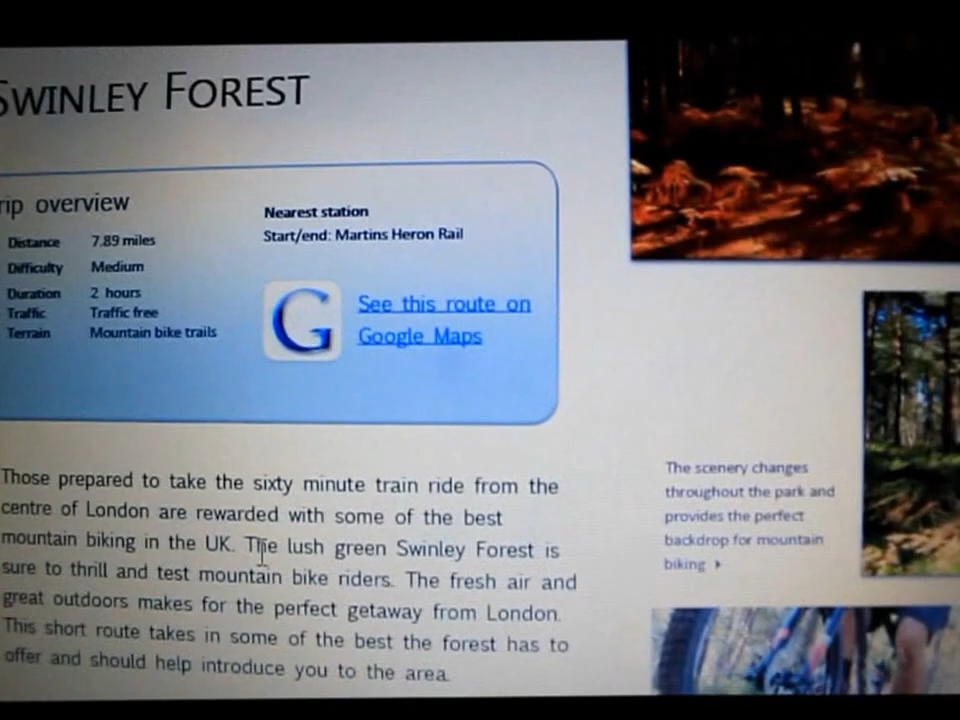 SWINLEY FOREST
rip overview
Distance 7.89 miles
Difficulty Medium
Duration 2 hours
Traffic Traffic free
Terrain Mountain bike trails
Nearest station
Start/end: Martins Heron Rail
G
See this route on
Google Maps
Those prepared to take the sixty minute train ride from the
centre of London are rewarded with some of the best
mountain biking in the UK. The lush green Swinley Forest is
sure to thrill and test mountain bike riders. The fresh air and
great outdoors makes for the perfect getaway from London.
This short route takes in some of the best the forest has to
offer and should help introduce you to the area.
The scenery changes
throughout the park and
provides the perfect
backdrop for mountain
biking